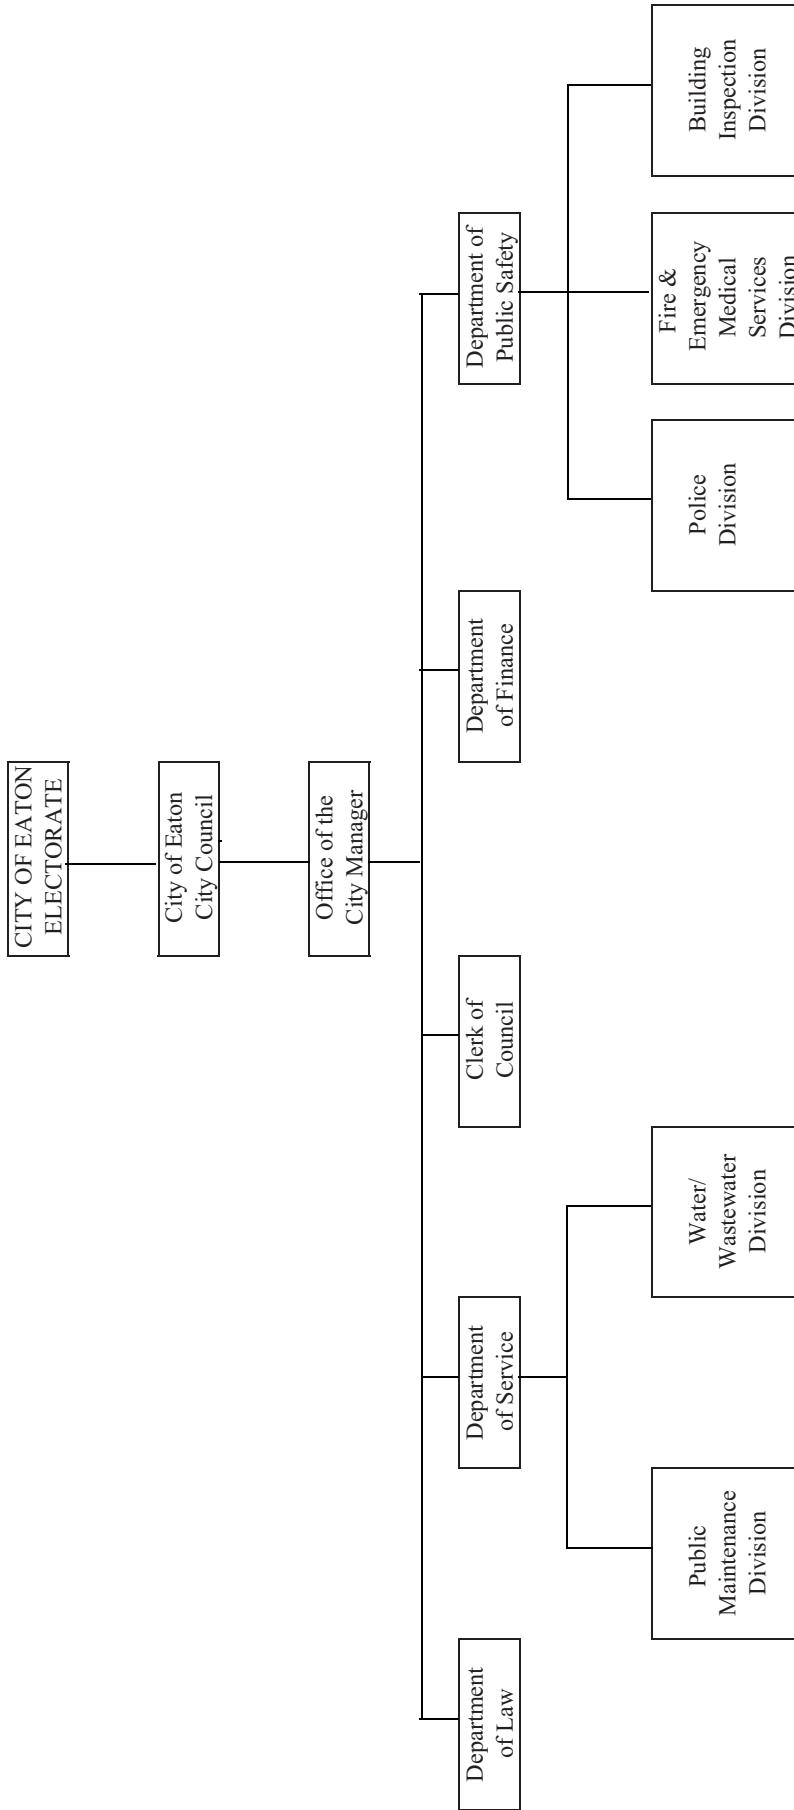 CITY OF EATON
ELECTORATE
City of Eaton
City Council
Office of the
City Manager
Department
of Law
Department
of Service
Clerk of
Council
Department
of Finance
Department of
Public Safety
Public
Maintenance
Division
Water/
Wastewater
Division
Police
Division
Fire &
Emergency
Medical
Services
Division
Building
Inspection
Division